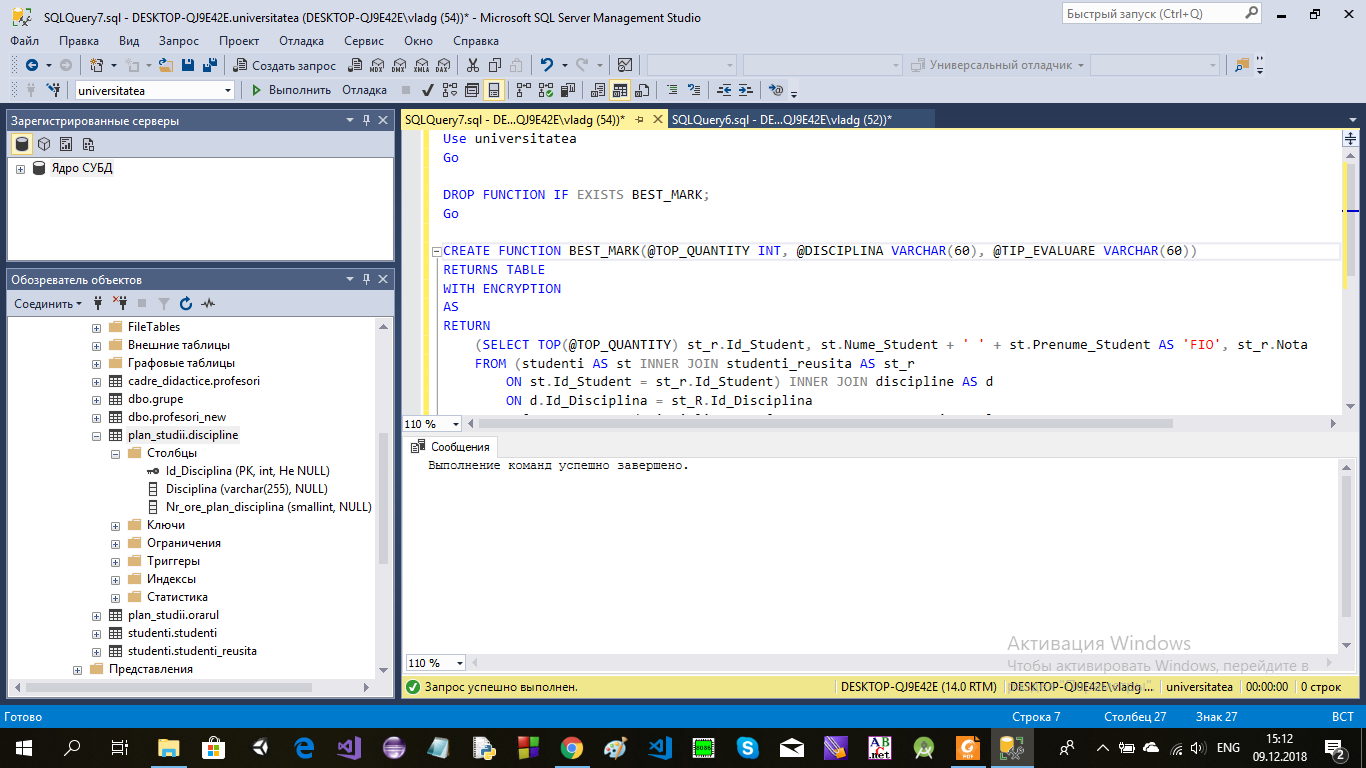 SQLQuery7.sql - DESKTOP-QJ9E42E.universitatea (DESKTOP-QJ9E42E\vladg (54))* - Microsoft SQL Server Management Studio
Быстрый запуск (Ctrl+Q)
Файл Правка Вид Запрос Проект Отладка Сервис Окно Справка
Создать запрос MDX DMX XMLA DAX Универсальный отладчик
universitatea Выполнить Отладка
Зарегистрированные серверы
Ядро СУБД
Обозреватель объектов
Соединить
FileTables
Внешние таблицы
Графовые таблицы
cadre_didactice.profesori
dbo.grupe
dbo.profesori_new
plan_studii.discipline
Столбцы
Id_Disciplina (PK, int, Не NULL)
Disciplina (varchar(255), NULL)
Nr_ore_plan_disciplina (smallint, NULL)
Ключи
Ограничения
Триггеры
Индексы
Статистика
plan_studii.orarul
studenti.studenti
studenti.studenti_reusita
Представления
SQLQuery7.sql - DE...QJ9E42E\vladg (54))* SQLQuery6.sql - DE...QJ9E42E\vladg (52))*
Use universitatea
Go
DROP FUNCTION IF EXISTS BEST_MARK;
Go
CREATE FUNCTION BEST_MARK(@TOP_QUANTITY INT, @DISCIPLINA VARCHAR(60), @TIP_EVALUARE VARCHAR(60))
RETURNS TABLE
WITH ENCRYPTION
AS
RETURN
(SELECT TOP(@TOP_QUANTITY) st_r.Id_Student, st.Nume_Student + ' ' + st.Prenume_Student AS 'FIO', st_r.Nota
FROM (studenti AS st INNER JOIN studenti_reusita AS st_r
ON st.Id_Student = st_r.Id_Student) INNER JOIN discipline AS d
ON d.Id_Disciplina = st_R.Id_Disciplina
110 %
Сообщения
Выполнение команд успешно завершено.
Активация Windows
Чтобы активировать Windows, перейдите в
110 %
Запрос успешно выполнен. DESKTOP-QJ9E42E (14.0 RTM) DESKTOP-QJ9E42E\vladg ... universitatea 00:00:00 0 строк
Готово Строка 7 Столбец 27 Знак 27 ВСТ
ENG
15:12
09.12.2018
2